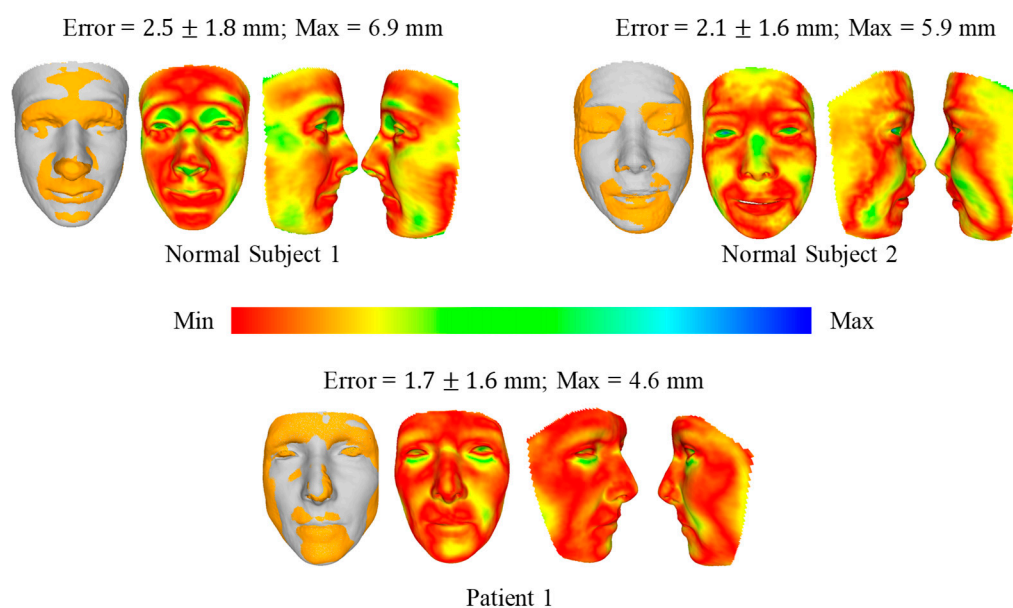 Error = 2.5 ± 1.8 mm; Max = 6.9 mm
Error = 2.1 ± 1.6 mm; Max = 5.9 mm
Normal Subject 1
Normal Subject 2
Min
Max
Error = 1.7 ± 1.6 mm; Max = 4.6 mm
Patient 1